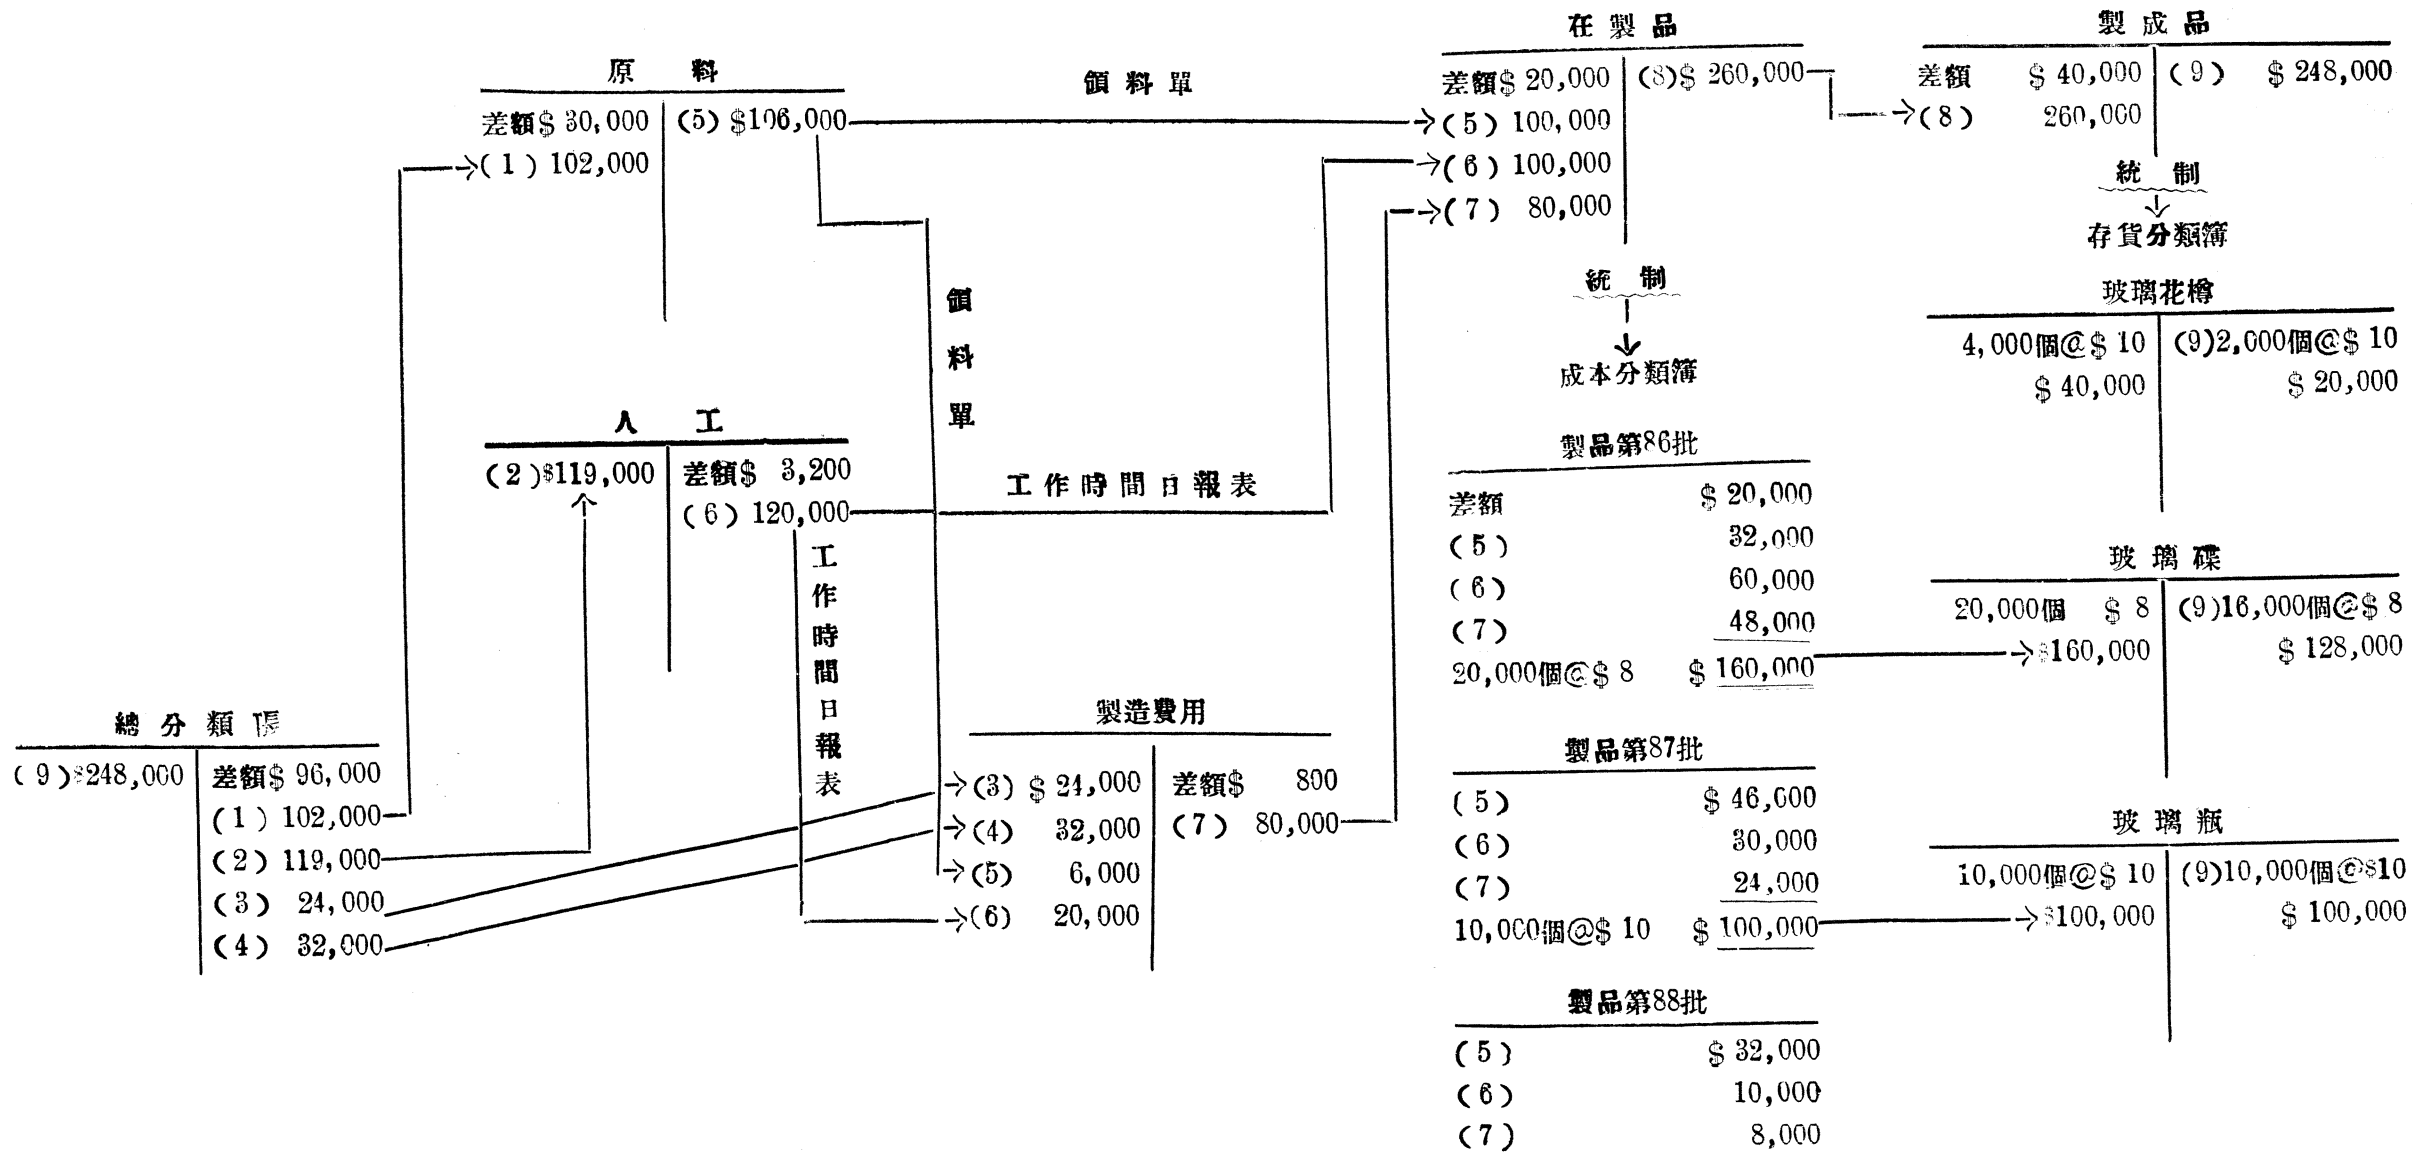 原料
差額$ 30,000 (5) $106,000
(1) 102,000
領料單
領料單
人工
(2)$119,000 差額$ 3,200
(6) 120,000
工作時間日報表
工作時間日報表
總分類賬
(9)$248,000 差額$ 96,000
(1) 102,000
(2) 119,000
(3) 24,000
(4) 32,000
製造費用
(3) $ 24,000 差額$ 800
(4) 32,000 (7) 80,000
(5) 6,000
(6) 20,000
在製品
差額$ 20,000 (8)$ 260,000
(5) 100,000
(6) 100,000
(7) 80,000
統制
成本分類簿
製品第86批
差額 $ 20,000
(5) 32,000
(6) 60,000
(7) 48,000
20,000個@$ 8 $ 160,000
製品第87批
(5) $ 46,000
(6) 30,000
(7) 24,000
10,000個@$ 10 $ 100,000
製品第88批
(5) $ 32,000
(6) 10,000
(7) 8,000
製成品
差額 $ 40,000 (9) $ 248,000
(8) 260,000
統制
存貨分類簿
玻璃花樽
4,000個@$ 10 (9)2,000個@$ 10
$ 40,000 $ 20,000
玻璃碟
20,000個 $ 8 (9)16,000個@$ 8
$160,000 $ 128,000
玻璃瓶
10,000個@$ 10 (9)10,000個@$10
$100,000 $ 100,000